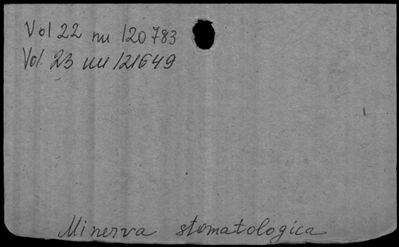 Vol 22 nu 120783
Vol. 23 nu 121649
Minerva stomatologica